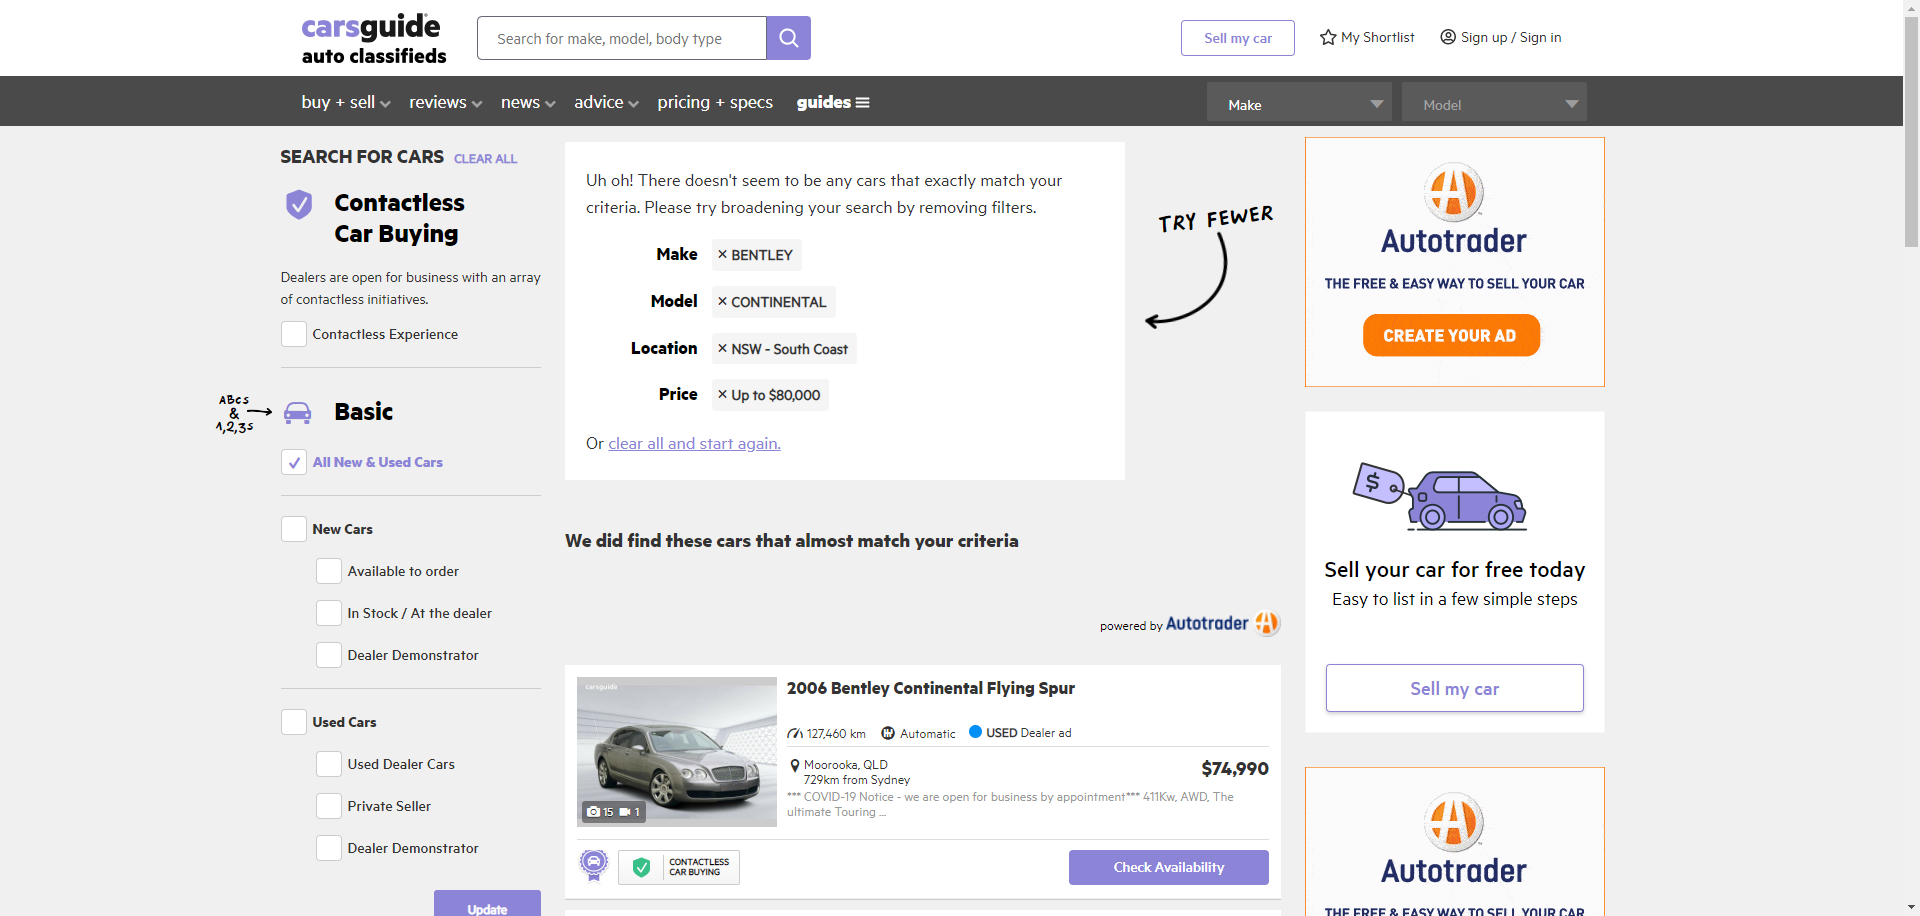 carsguide
auto classifieds
Search for make, model, body type
Sell my car
My Shortlist
Sign up / Sign in
buy + sell
reviews
news
advice
pricing + specs
guides
Make
Model
SEARCH FOR CARS CLEAR ALL
Contactless
Car Buying
Dealers are open for business with an array
of contactless initiatives.
Contactless Experience
ABCs
&
1,2,3s
Basic
All New & Used Cars
New Cars
Available to order
In Stock / At the dealer
Dealer Demonstrator
Used Cars
Used Dealer Cars
Private Seller
Dealer Demonstrator
Update
Uh oh! There doesn't seem to be any cars that exactly match your
criteria. Please try broadening your search by removing filters.
Make × BENTLEY
Model × CONTINENTAL
Location × NSW - South Coast
Price × Up to $80,000
Or clear all and start again.
TRY FEWER
We did find these cars that almost match your criteria
powered by Autotrader
carsguide
15 1
2006 Bentley Continental Flying Spur
127,460 km Automatic USED Dealer ad
Moorooka, QLD
729km from Sydney
$74,990
*** COVID-19 Notice - we are open for business by appointment*** 411Kw, AWD, The
ultimate Touring ...
CONTACTLESS
CAR BUYING
Check Availability
Autotrader
THE FREE & EASY WAY TO SELL YOUR CAR
CREATE YOUR AD
$
Sell your car for free today
Easy to list in a few simple steps
Sell my car
Autotrader
THE FREE & EASY WAY TO SELL YOUR CAR